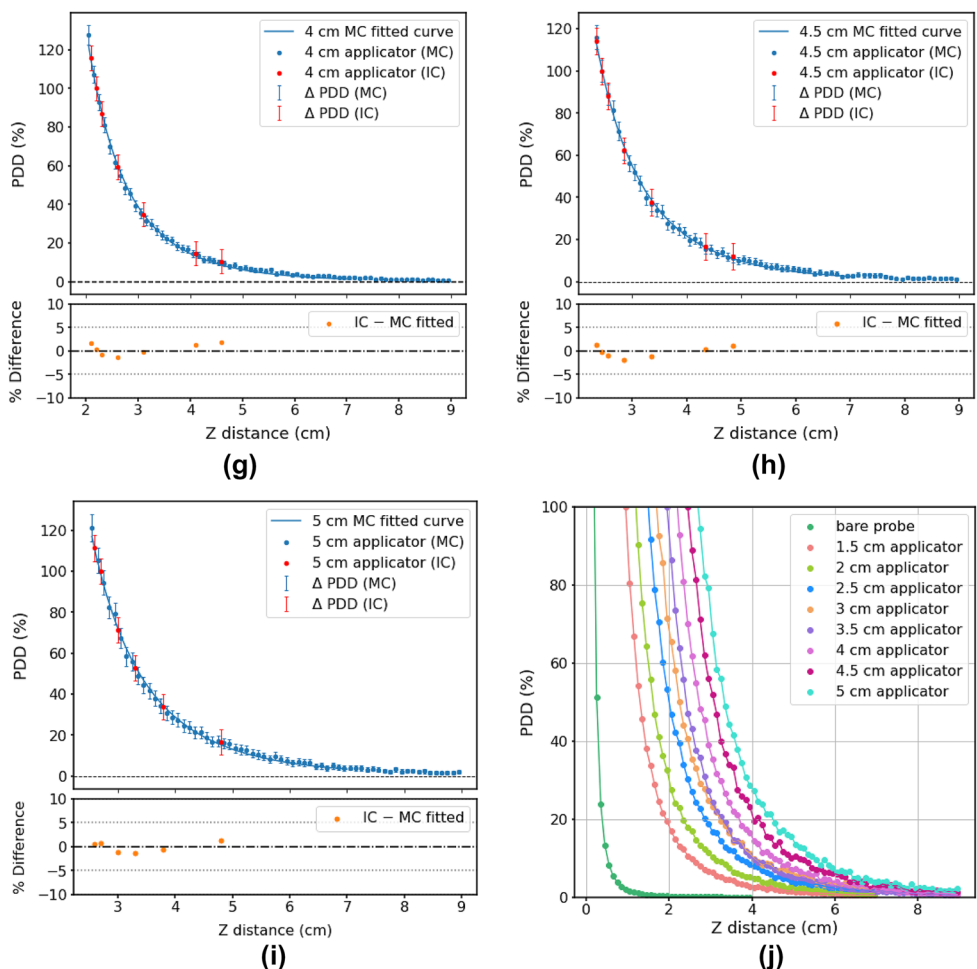 4 cm MC fitted curve
4 cm applicator (MC)
4 cm applicator (IC)
Δ PDD (MC)
Δ PDD (IC)
PDD (%)
120
100
80
60
40
20
0
IC − MC fitted
% Difference
10
5
0
−5
−10
2 3 4 5 6 7 8 9
Z distance (cm)
(g)
4.5 cm MC fitted curve
4.5 cm applicator (MC)
4.5 cm applicator (IC)
Δ PDD (MC)
Δ PDD (IC)
PDD (%)
120
100
80
60
40
20
0
IC − MC fitted
% Difference
10
5
0
−5
−10
3 4 5 6 7 8 9
Z distance (cm)
(h)
5 cm MC fitted curve
5 cm applicator (MC)
5 cm applicator (IC)
Δ PDD (MC)
Δ PDD (IC)
PDD (%)
120
100
80
60
40
20
0
IC − MC fitted
% Difference
10
5
0
−5
−10
3 4 5 6 7 8 9
Z distance (cm)
(i)
bare probe
1.5 cm applicator
2 cm applicator
2.5 cm applicator
3 cm applicator
3.5 cm applicator
4 cm applicator
4.5 cm applicator
5 cm applicator
PDD (%)
100
80
60
40
20
0
0 2 4 6 8
Z distance (cm)
(j)